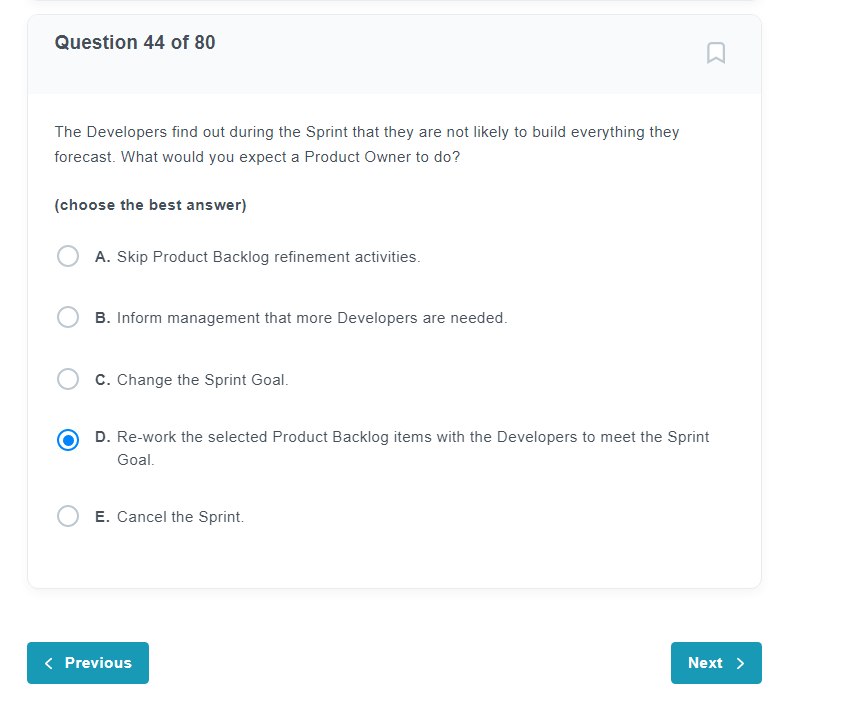 Question 44 of 80
The Developers find out during the Sprint that they are not likely to build everything they
forecast. What would you expect a Product Owner to do?
(choose the best answer)
A. Skip Product Backlog refinement activities.
B. Inform management that more Developers are needed.
C. Change the Sprint Goal.
D. Re-work the selected Product Backlog items with the Developers to meet the Sprint
Goal.
E. Cancel the Sprint.
Previous
Next